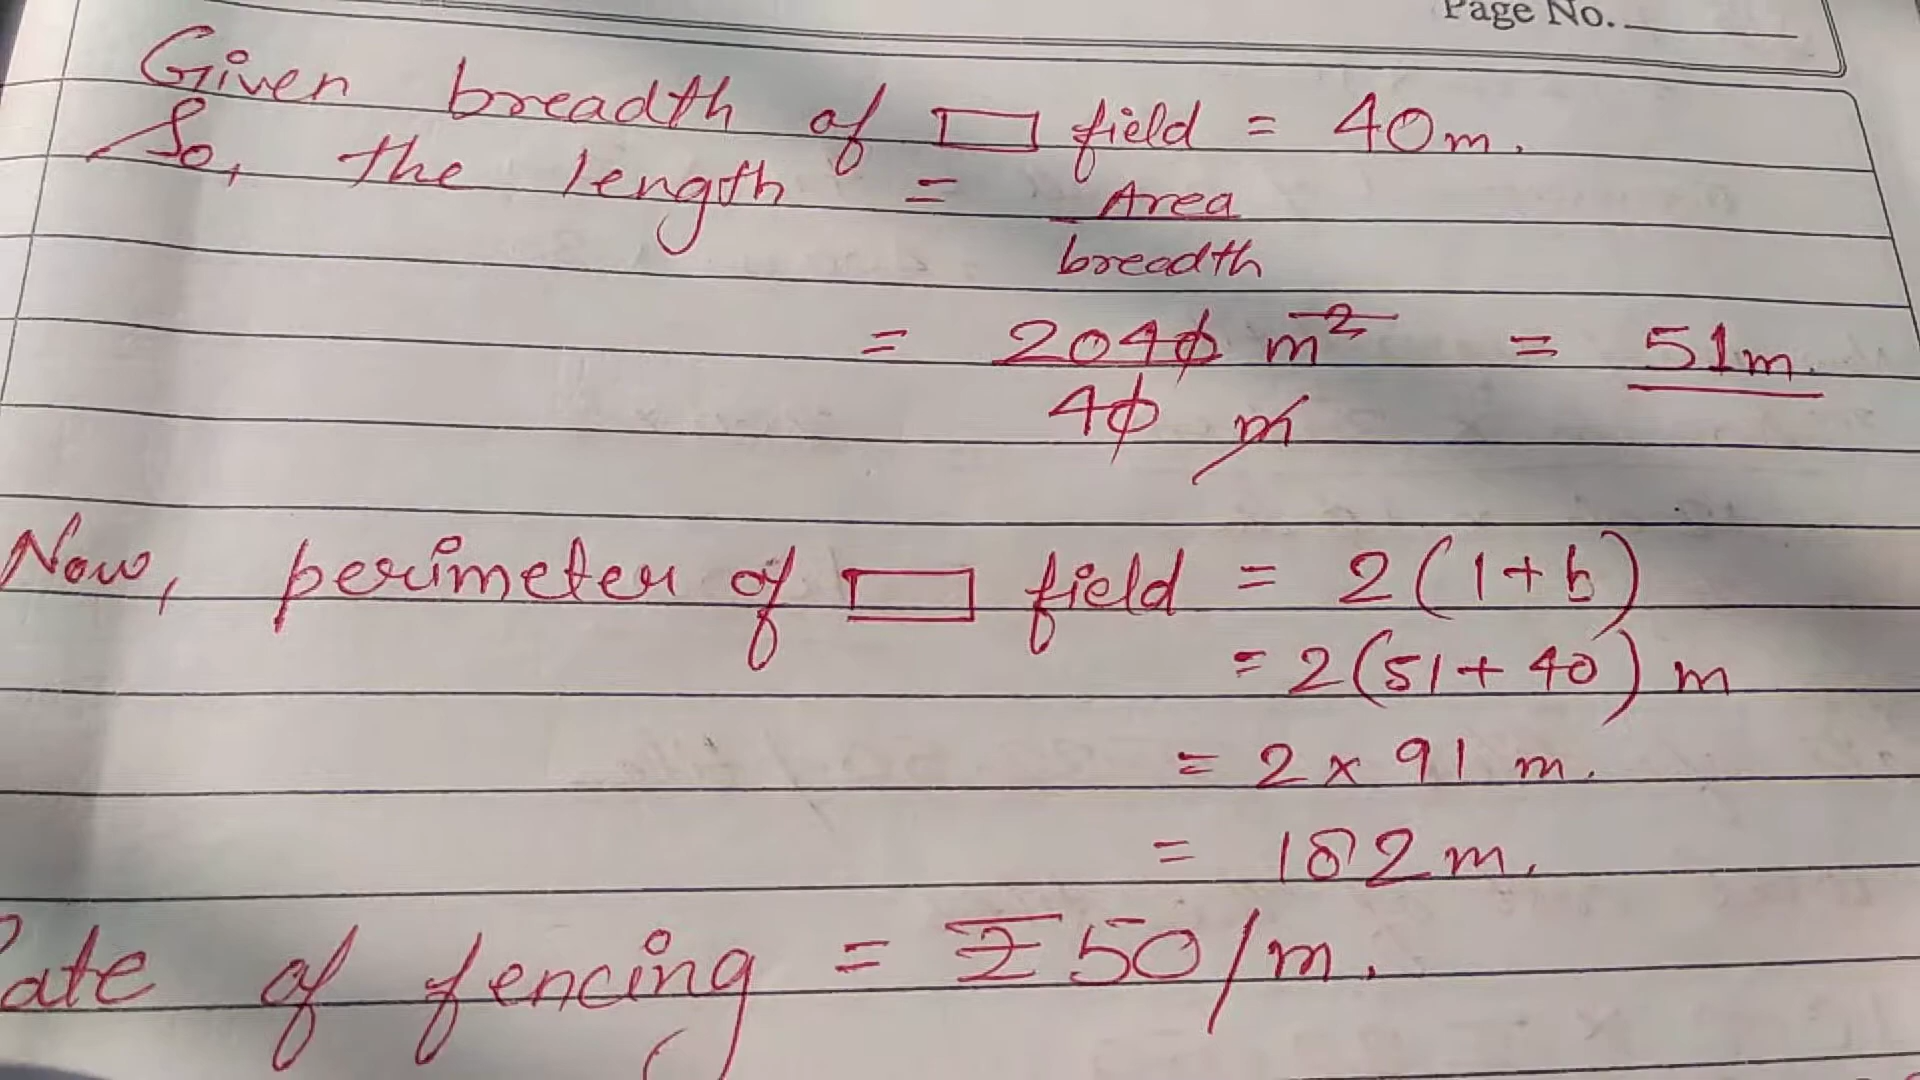 Page No.
Given breadth of ▭ field = 40m.
So, the length = Area
breadth
= 2040 m² = 51m.
40 m
Now, perimeter of ▭ field = 2(l+b)
= 2(51+40) m
= 2×91 m.
= 182 m.
ate of fencing = ₹50/m.